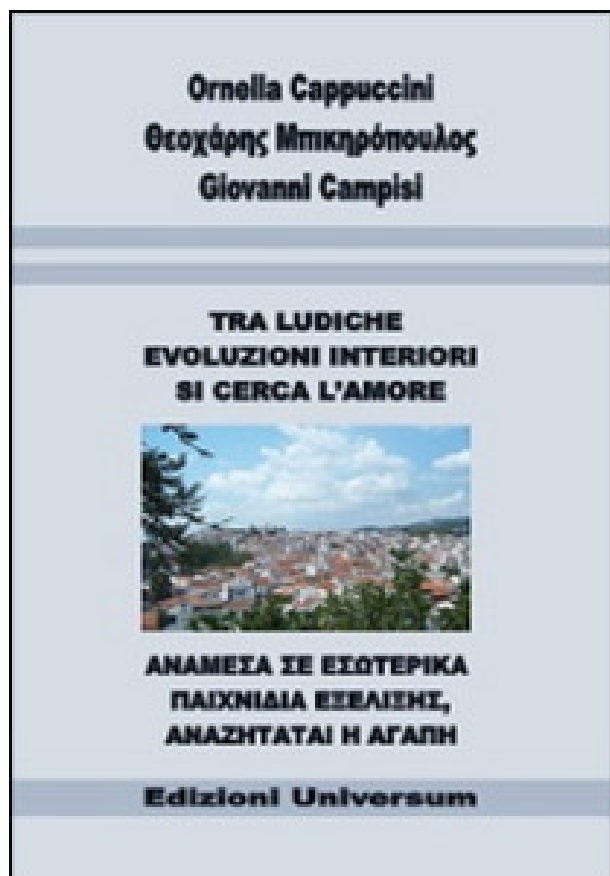 Ornella Cappuccini
Θεοχάρης Μπικηρόπουλος
Giovanni Campisi
TRA LUDICHE
EVOLUZIONI INTERIORI
SI CERCA L'AMORE
ΑΝΑΜΕΣΑ ΣΕ ΕΣΩΤΕΡΙΚΑ
ΠΑΙΧΝΙΔΙΑ ΕΞΕΛΙΞΗΣ,
ΑΝΑΖΗΤΑΤΑΙ Η ΑΓΑΠΗ
Edizioni Universum